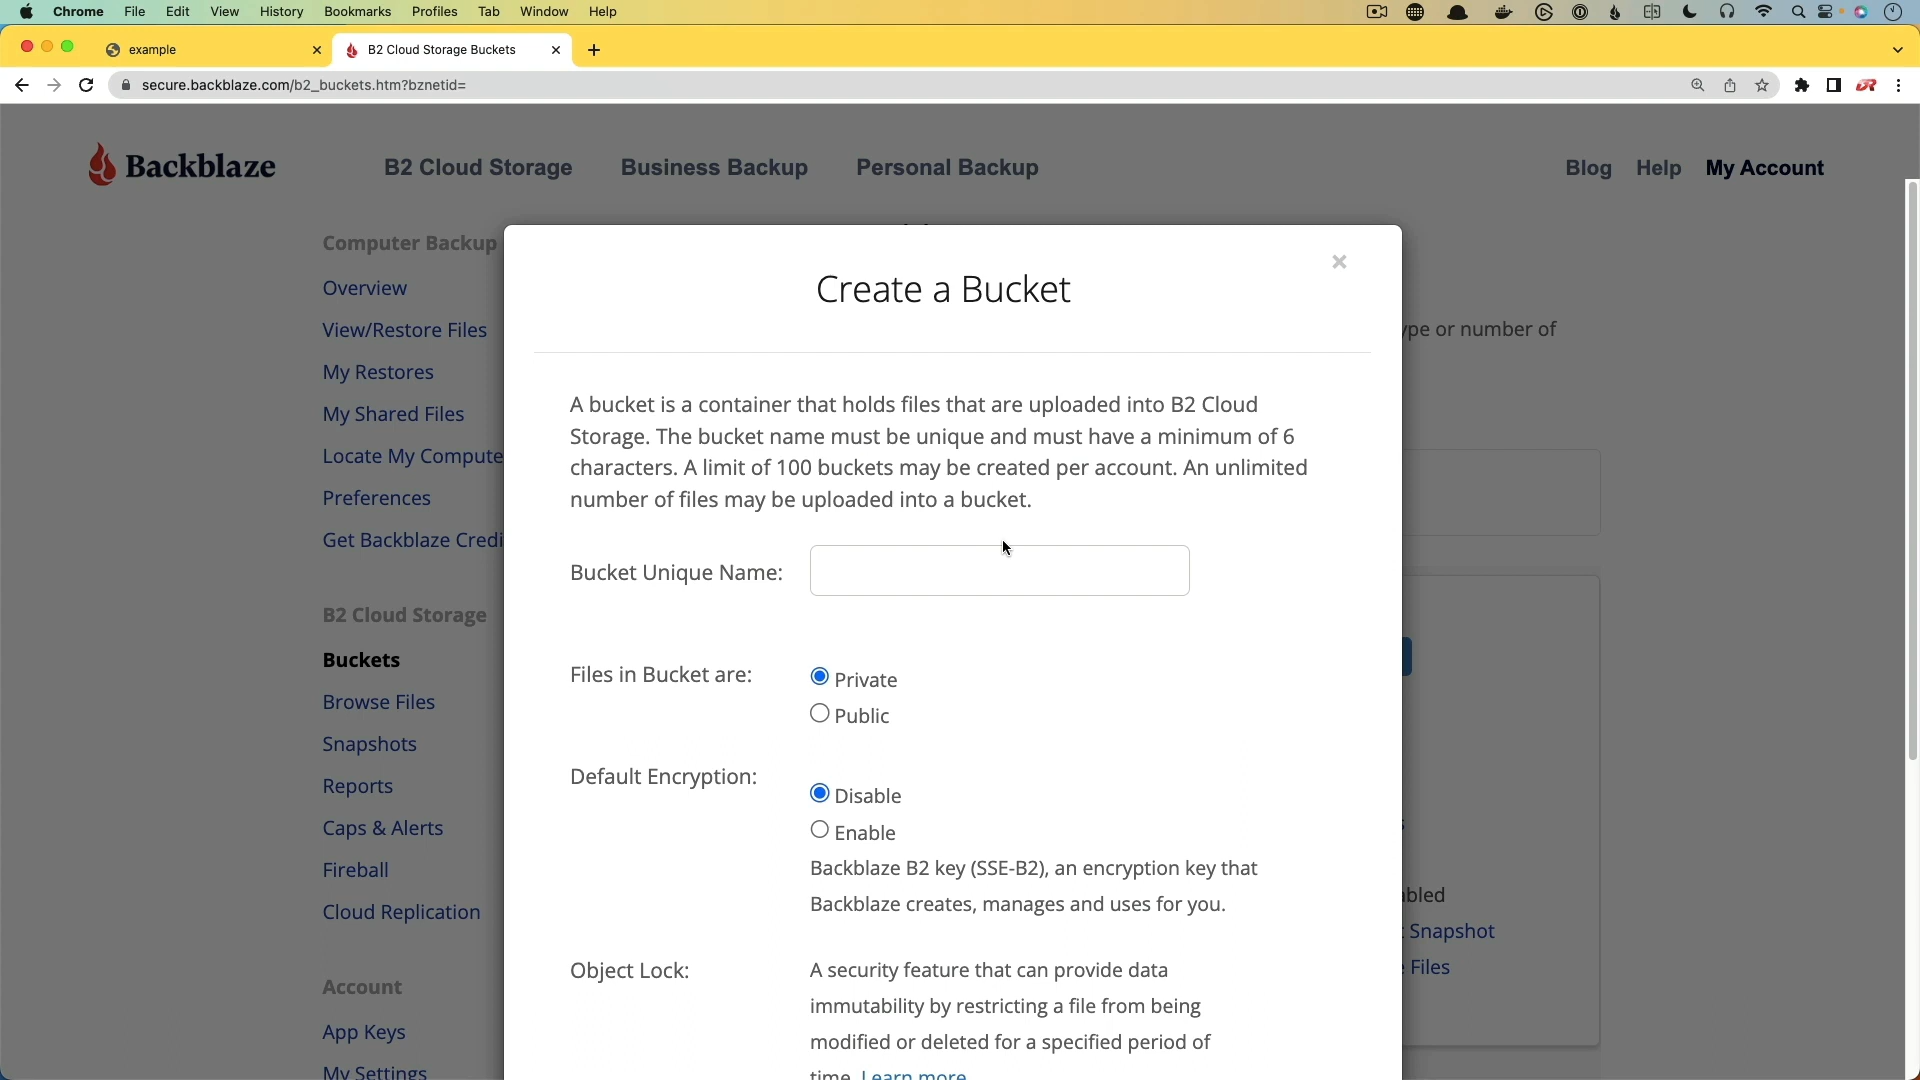 Chrome File Edit View History Bookmarks Profiles Tab Window Help
example
B2 Cloud Storage Buckets
secure.backblaze.com/b2_buckets.htm?bznetid=
Backblaze
B2 Cloud Storage Business Backup Personal Backup
Blog Help My Account
Computer Backup
Overview
View/Restore Files
My Restores
My Shared Files
Locate My Compute
Preferences
Get Backblaze Credi
B2 Cloud Storage
Buckets
Browse Files
Snapshots
Reports
Caps & Alerts
Fireball
Cloud Replication
Account
App Keys
My Settings
Create a Bucket
×
A bucket is a container that holds files that are uploaded into B2 Cloud
Storage. The bucket name must be unique and must have a minimum of 6
characters. A limit of 100 buckets may be created per account. An unlimited
number of files may be uploaded into a bucket.
Bucket Unique Name:
Files in Bucket are:
Private
Public
Default Encryption:
Disable
Enable
Backblaze B2 key (SSE-B2), an encryption key that
Backblaze creates, manages and uses for you.
Object Lock:
A security feature that can provide data
immutability by restricting a file from being
modified or deleted for a specified period of
time. Learn more
ype or number of
abled
Snapshot
Files